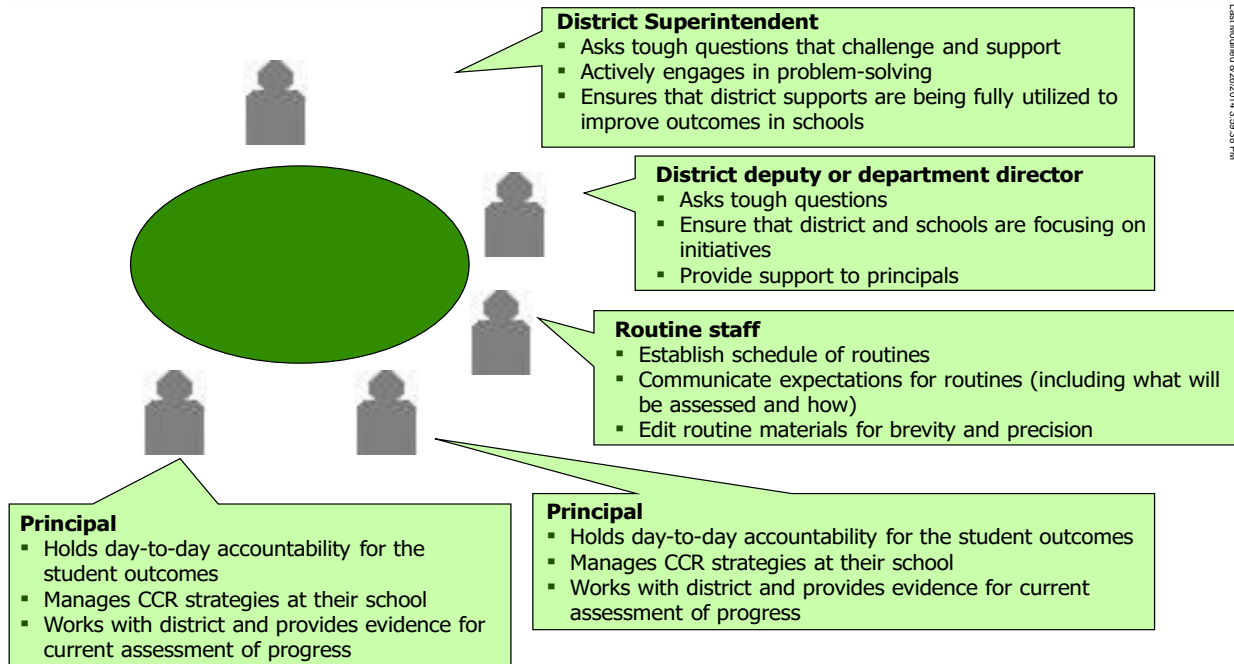 District Superintendent
▪ Asks tough questions that challenge and support
▪ Actively engages in problem-solving
▪ Ensures that district supports are being fully utilized to
improve outcomes in schools
District deputy or department director
▪ Asks tough questions
▪ Ensure that district and schools are focusing on
initiatives
▪ Provide support to principals
Routine staff
▪ Establish schedule of routines
▪ Communicate expectations for routines (including what will
be assessed and how)
▪ Edit routine materials for brevity and precision
Principal
▪ Holds day-to-day accountability for the
student outcomes
▪ Manages CCR strategies at their school
▪ Works with district and provides evidence for
current assessment of progress
Principal
▪ Holds day-to-day accountability for the student outcomes
▪ Manages CCR strategies at their school
▪ Works with district and provides evidence for current
assessment of progress